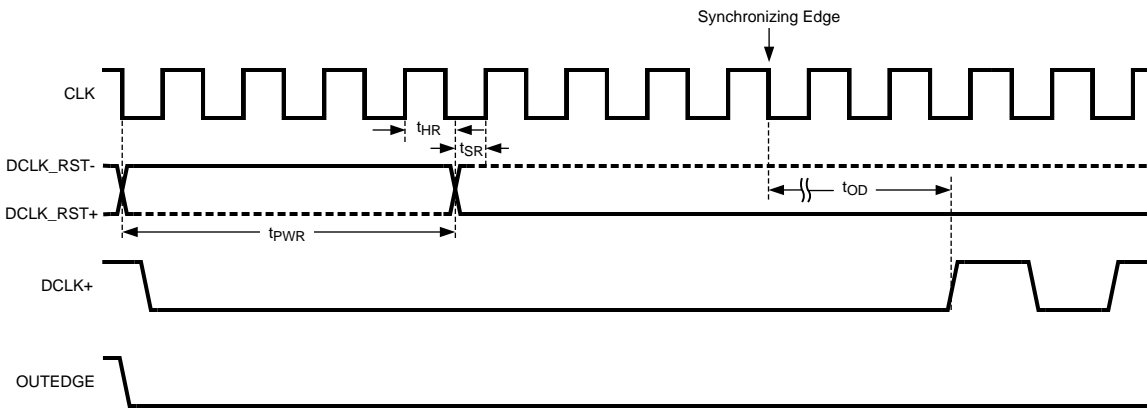 Synchronizing Edge
CLK
tHR
tSR
DCLK_RST-
DCLK_RST+
tOD
tPWR
DCLK+
OUTEDGE